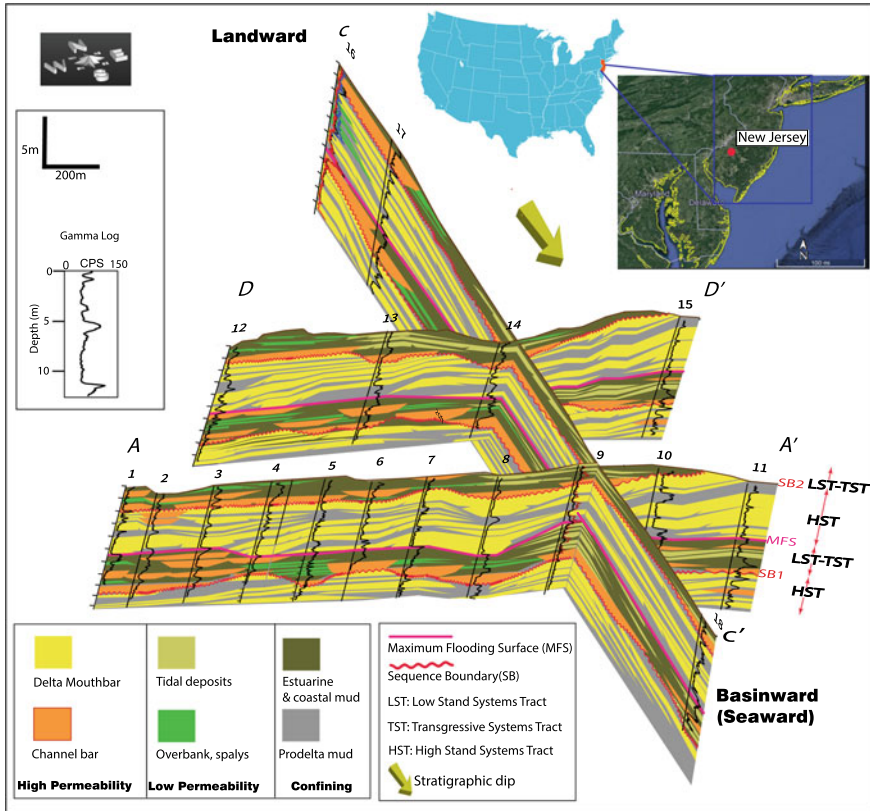 Landward
C
16
17
N
W
E
S
5m
200m
New Jersey
Maryland
N
Gamma Log
0 CPS 150
0
5
10
Depth (m)
D
D'
12
13
14
15
A
A'
1
2
3
4
5
6
7
8
9
10
11
SB2
LST-TST
HST
MFS
LST-TST
SB1
HST
18
C'
Basinward
(Seaward)
Delta Mouthbar
Tidal deposits
Estuarine
& coastal mud
Channel bar
Overbank, spalys
Prodelta mud
High Permeability
Low Permeability
Confining
Maximum Flooding Surface (MFS)
Sequence Boundary(SB)
LST: Low Stand Systems Tract
TST: Transgressive Systems Tract
HST: High Stand Systems Tract
Stratigraphic dip